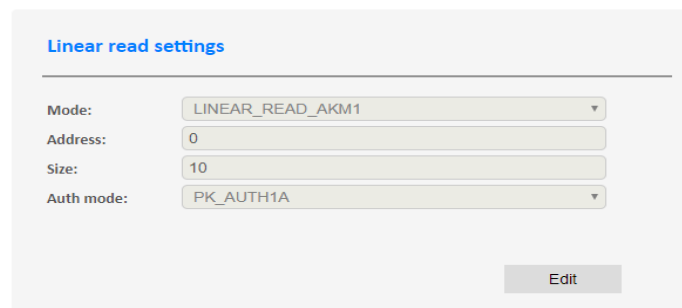 Linear read settings
Mode: LINEAR_READ_AKM1
Address: 0
Size: 10
Auth mode: PK_AUTH1A
Edit